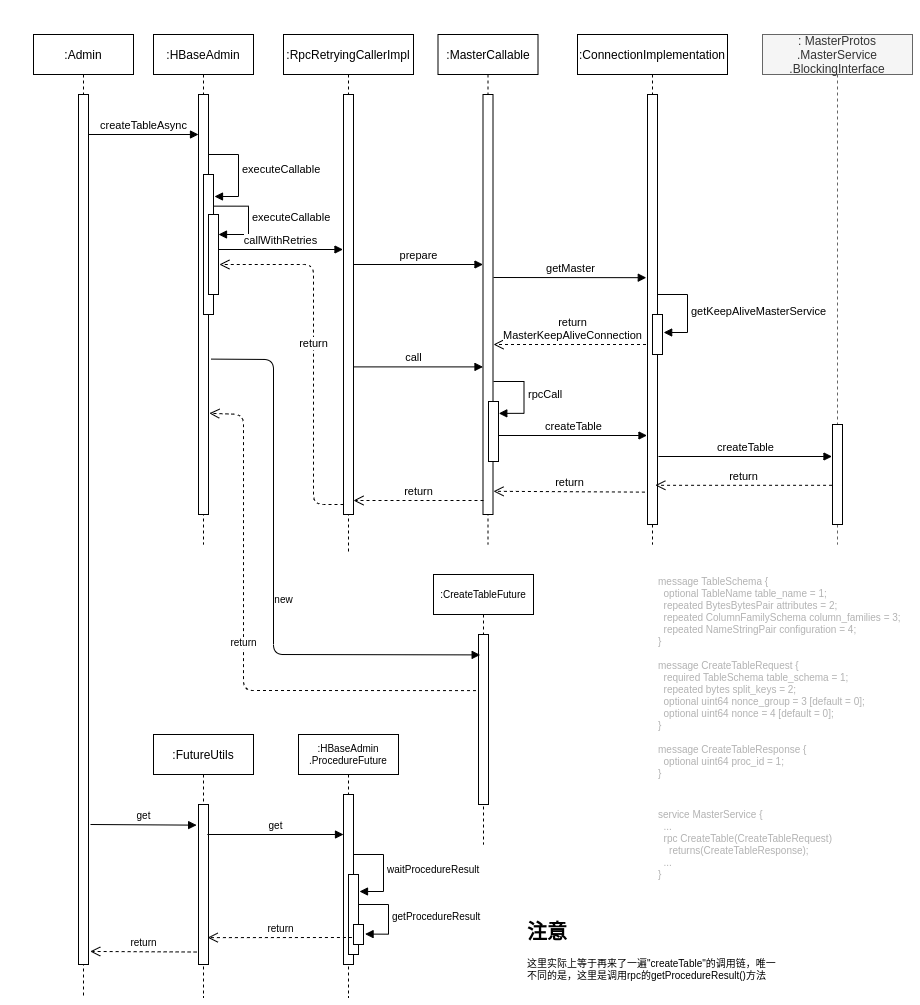 :Admin
:HBaseAdmin
:RpcRetryingCallerImpl
:MasterCallable
:ConnectionImplementation
: MasterProtos
.MasterService
.BlockingInterface
createTableAsync
executeCallable
executeCallable
callWithRetries
prepare
getMaster
getKeepAliveMasterService
return
MasterKeepAliveConnection
return
call
rpcCall
createTable
createTable
return
return
return
new
return
:CreateTableFuture
message TableSchema {
optional TableName table_name = 1;
repeated BytesBytesPair attributes = 2;
repeated ColumnFamilySchema column_families = 3;
repeated NameStringPair configuration = 4;
}
message CreateTableRequest {
required TableSchema table_schema = 1;
repeated bytes split_keys = 2;
optional uint64 nonce_group = 3 [default = 0];
optional uint64 nonce = 4 [default = 0];
}
message CreateTableResponse {
optional uint64 proc_id = 1;
}
service MasterService {
...
rpc CreateTable(CreateTableRequest)
returns(CreateTableResponse);
...
}
:FutureUtils
:HBaseAdmin
.ProcedureFuture
get
get
waitProcedureResult
getProcedureResult
return
return
注意
这里实际上等于再来了一遍"createTable"的调用链，唯一
不同的是，这里是调用rpc的getProcedureResult()方法